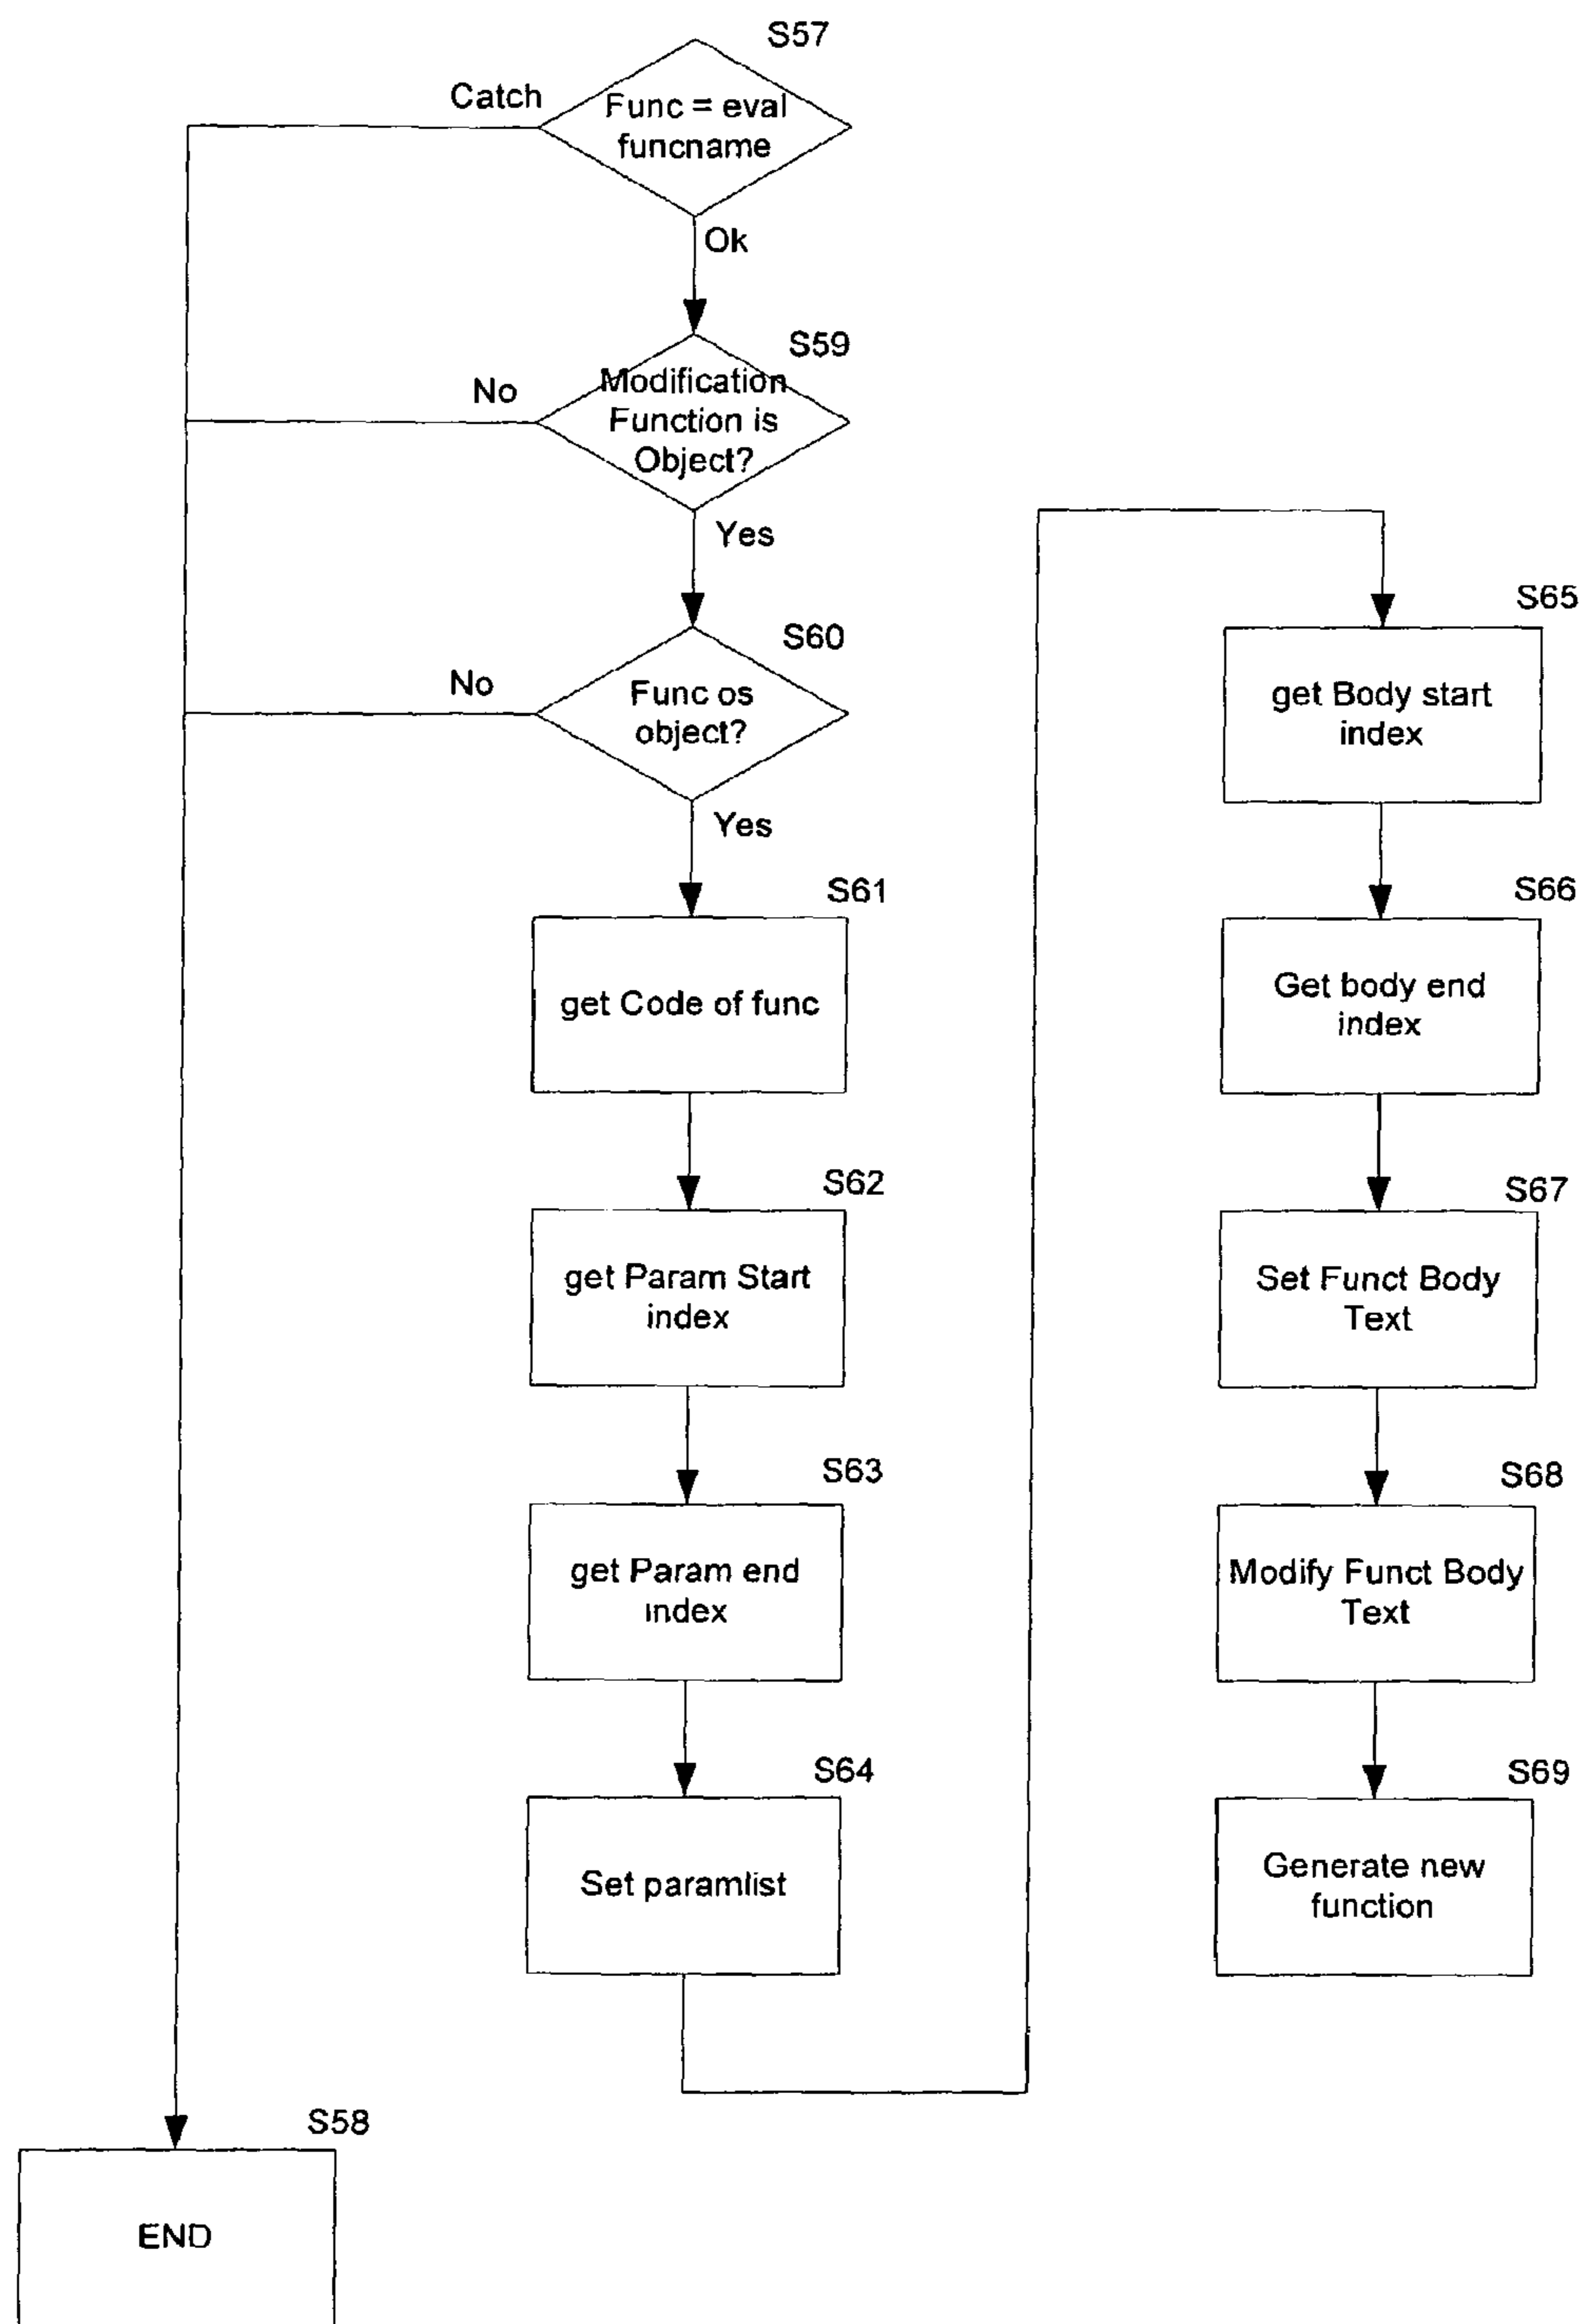 S57
Catch
Func = eval
funcname
Ok
S59
No
Modification
Function is
Object?
Yes
S60
No
Func os
object?
Yes
S61
get Code of func
S62
get Param Start
index
S63
get Param end
index
S64
Set paramlist
S65
get Body start
index
S66
Get body end
index
S67
Set Funct Body
Text
S68
Modify Funct Body
Text
S69
Generate new
function
S58
END